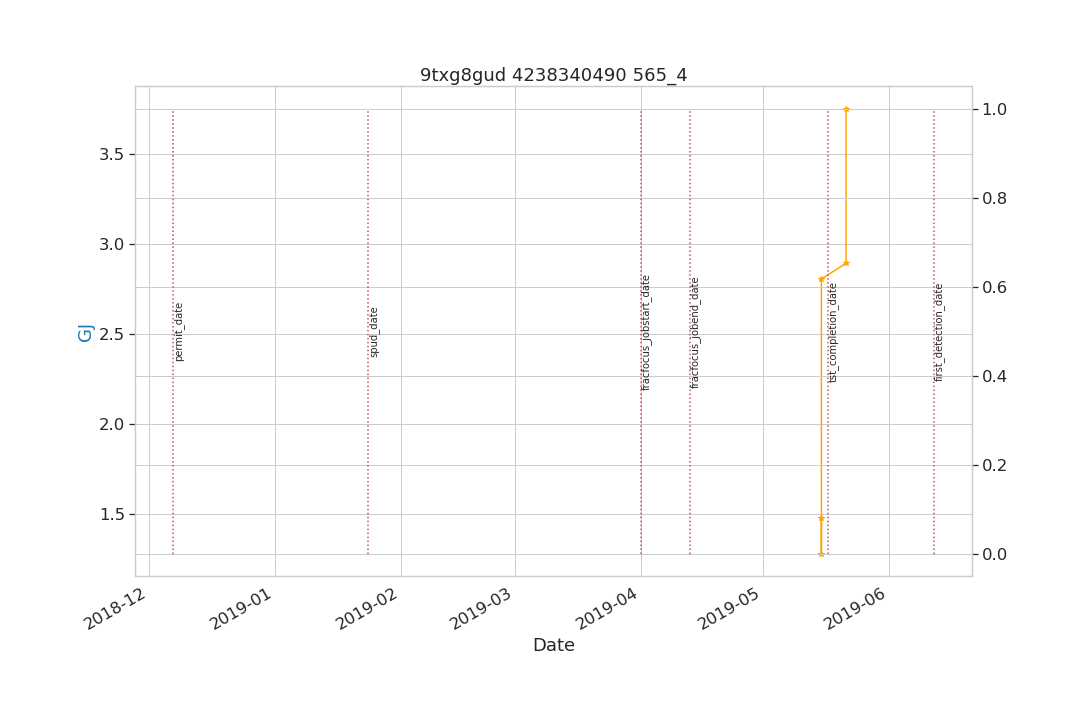 9txg8gud 4238340490 565_4
GJ
3.5
3.0
2.5
2.0
1.5
1.0
0.8
0.6
0.4
0.2
0.0
permit_date
spud_date
fracfocus_jobstart_date
fracfocus_jobend_date
tst_completion_date
first_detection_date
2018-12
2019-01
2019-02
2019-03
2019-04
2019-05
2019-06
Date